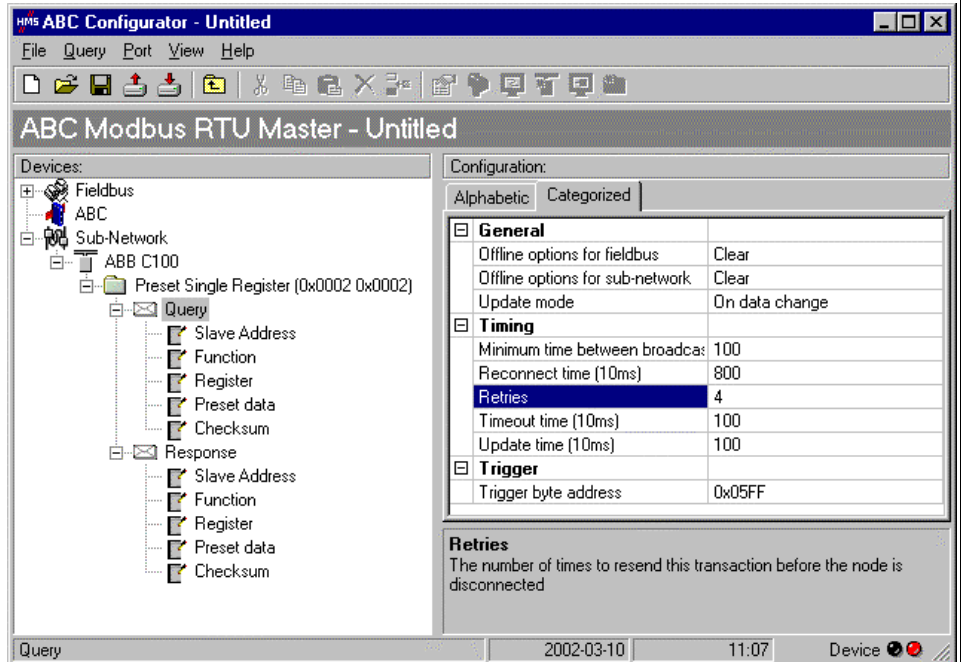 HMS ABC Configurator - Untitled
File Query Port View Help
ABC Modbus RTU Master - Untitled
Devices:
Fieldbus
ABC
Sub-Network
ABB C100
Preset Single Register (0x0002 0x0002)
Query
Slave Address
Function
Register
Preset data
Checksum
Response
Slave Address
Function
Register
Preset data
Checksum
Configuration:
Alphabetic Categorized
General
Offline options for fieldbus Clear
Offline options for sub-network Clear
Update mode On data change
Timing
Minimum time between broadcas 100
Reconnect time (10ms) 800
Retries 4
Timeout time (10ms) 100
Update time (10ms) 100
Trigger
Trigger byte address 0x05FF
Retries
The number of times to resend this transaction before the node is
disconnected
Query 2002-03-10 11:07 Device